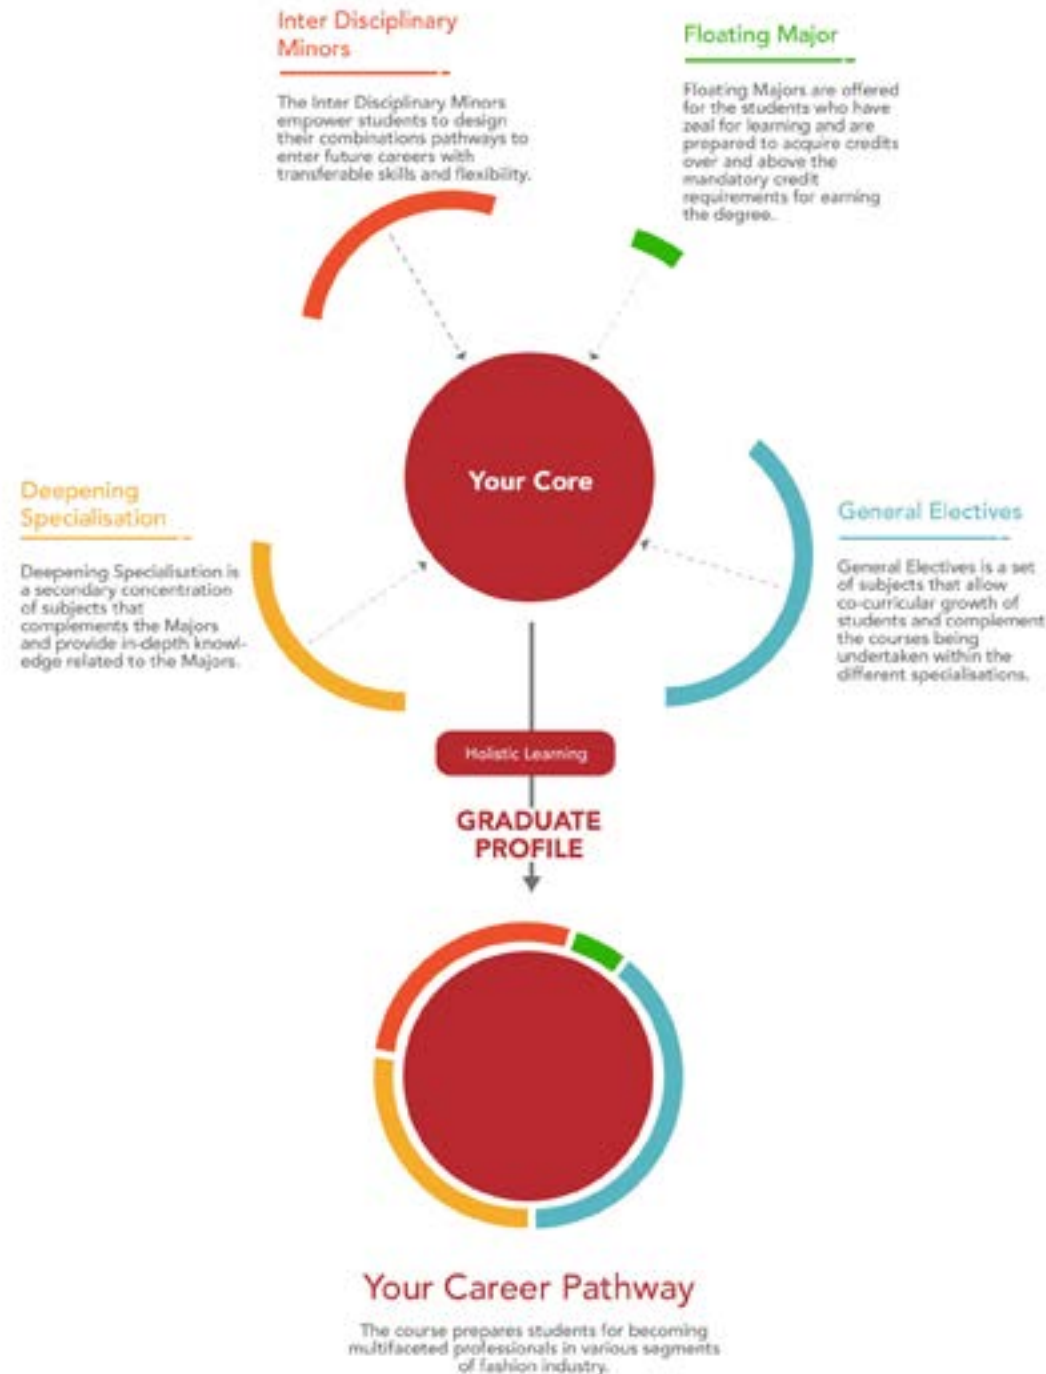 Inter Disciplinary
Minors
The Inter Disciplinary Minors
empower students to design
their combinations pathways to
enter future careers with
transferable skills and flexibility.
Floating Major
Floating Majors are offered
for the students who have
zeal for learning and are
prepared to acquire credits
over and above the
mandatory credit
requirements for earning
the degree.
Your Core
Deepening
Specialisation
Deepening Specialisation is
a secondary concentration
of subjects that
complements the Majors
and provide in-depth knowl-
edge related to the Majors.
General Electives
General Electives is a set
of subjects that allow
co-curricular growth of
students and complement
the courses being
undertaken within the
different specialisations.
Holistic Learning
GRADUATE
PROFILE
Your Career Pathway
The course prepares students for becoming
multifaceted professionals in various segments
of fashion industry.